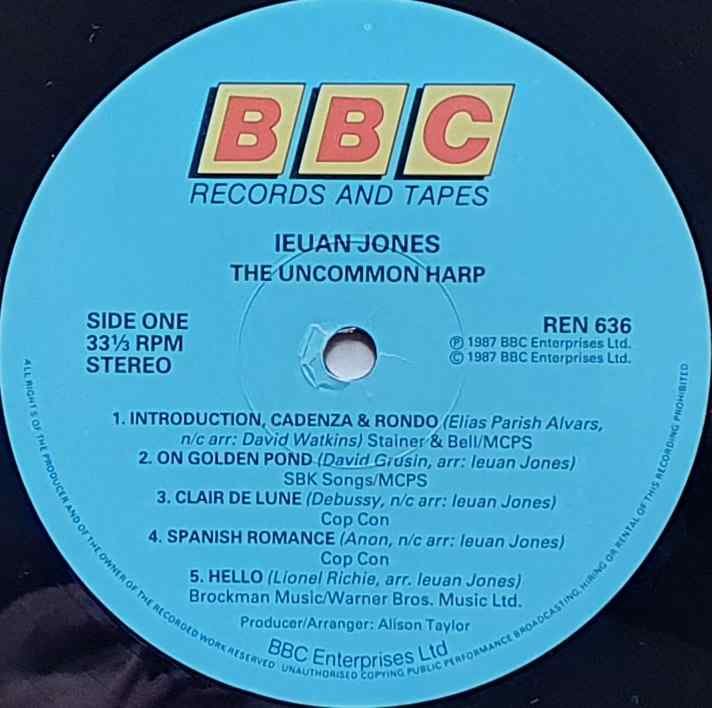 BBC
RECORDS AND TAPES
IEUAN JONES
THE UNCOMMON HARP
SIDE ONE
33⅓ RPM
STEREO
REN 636
℗ 1987 BBC Enterprises Ltd.
© 1987 BBC Enterprises Ltd.
1. INTRODUCTION, CADENZA & RONDO (Elias Parish Alvars,
n/c arr: David Watkins) Stainer & Bell/MCPS
2. ON GOLDEN POND (David Grusin, arr: Ieuan Jones)
SBK Songs/MCPS
3. CLAIR DE LUNE (Debussy, n/c arr: Ieuan Jones)
Cop Con
4. SPANISH ROMANCE (Anon, n/c arr: Ieuan Jones)
Cop Con
5. HELLO (Lionel Richie, arr. Ieuan Jones)
Brockman Music/Warner Bros. Music Ltd.
Producer/Arranger: Alison Taylor
BBC Enterprises Ltd
ALL RIGHTS OF THE PRODUCER AND OF THE OWNER OF THE RECORDED WORK RESERVED. UNAUTHORISED COPYING PUBLIC PERFORMANCE BROADCASTING, HIRING OR RENTAL OF THIS RECORDING PROHIBITED